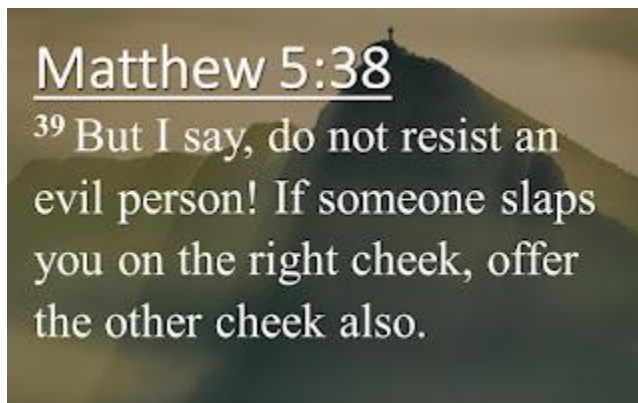 Matthew 5:38
39 But I say, do not resist an
evil person! If someone slaps
you on the right cheek, offer
the other cheek also.